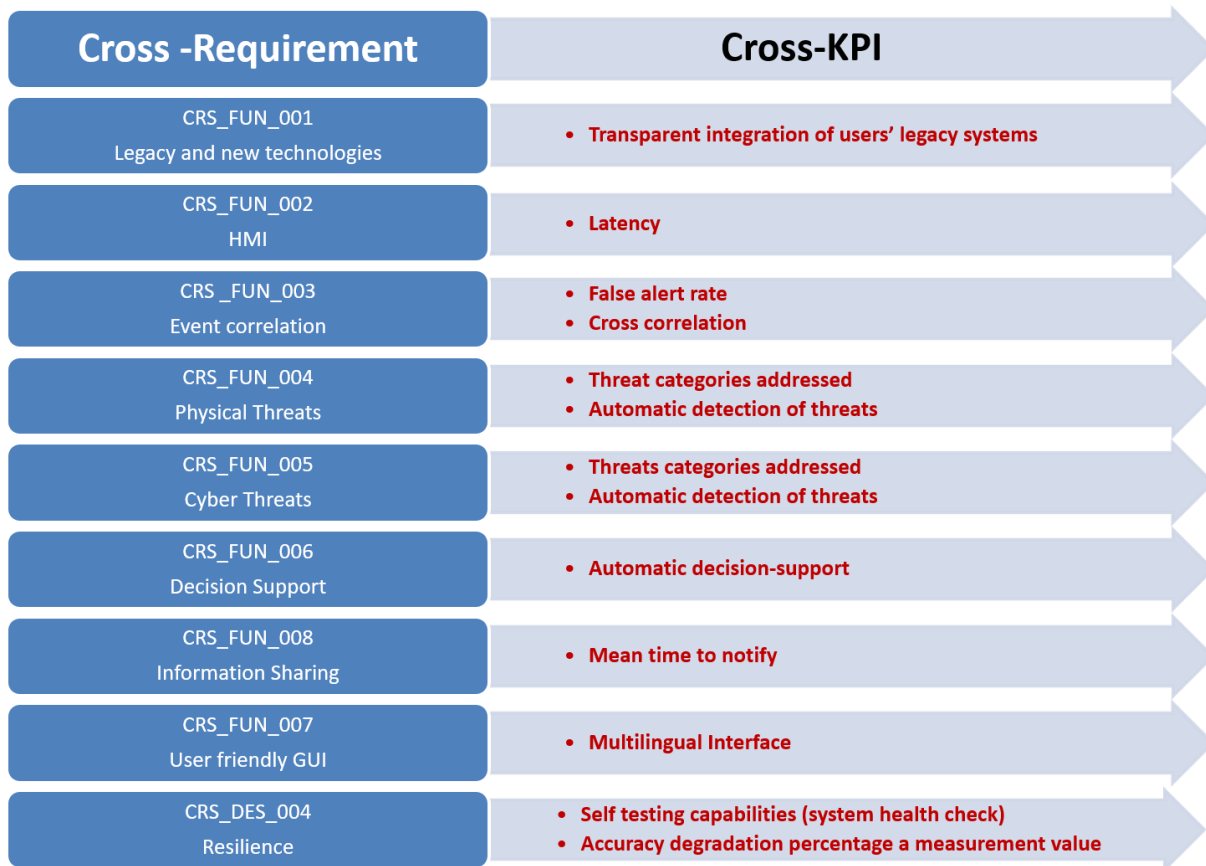 Cross -Requirement
Cross-KPI
CRS_FUN_001
Legacy and new technologies
• Transparent integration of users’ legacy systems
CRS_FUN_002
HMI
• Latency
CRS _FUN_003
Event correlation
• False alert rate
• Cross correlation
CRS_FUN_004
Physical Threats
• Threat categories addressed
• Automatic detection of threats
CRS_FUN_005
Cyber Threats
• Threats categories addressed
• Automatic detection of threats
CRS_FUN_006
Decision Support
• Automatic decision-support
CRS_FUN_008
Information Sharing
• Mean time to notify
CRS_FUN_007
User friendly GUI
• Multilingual Interface
CRS_DES_004
Resilience
• Self testing capabilities (system health check)
• Accuracy degradation percentage a measurement value